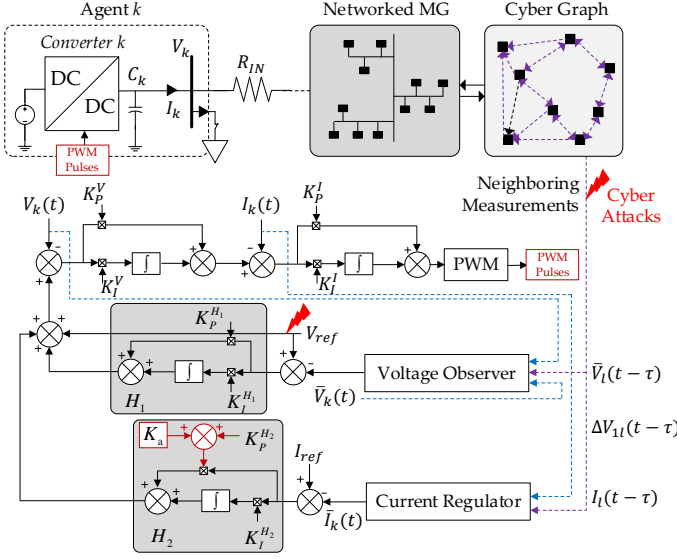 Agent k
Converter k
DC
DC
C_k
V_k
I_k
R_IN
PWM
Pulses
Networked MG
Cyber Graph
Neighboring
Measurements
Cyber
Attacks
V_k(t)
K_P^V
K_I^V
∫
I_k(t)
K_P^I
K_I^I
∫
PWM
PWM
Pulses
K_P^{H_1}
V_ref
∫
H_1
K_I^{H_1}
V̄_k(t)
Voltage Observer
V̄_l(t − τ)
ΔV_{1l}(t − τ)
K_a
K_P^{H_2}
I_ref
∫
H_2
K_I^{H_2}
Ī_k(t)
Current Regulator
I_l(t − τ)